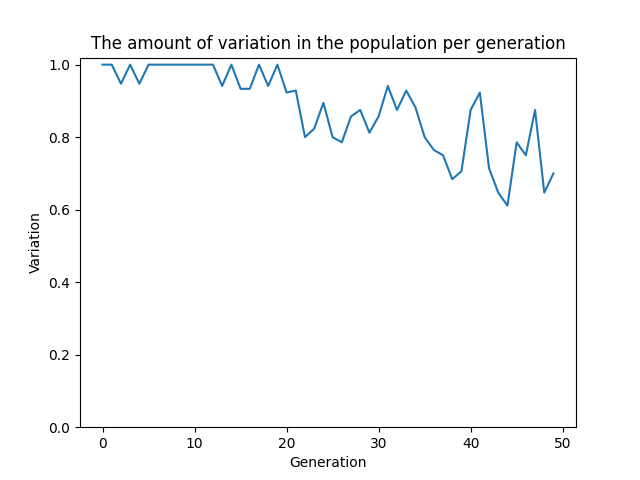 The amount of variation in the population per generation
1.0
0.8
0.6
0.4
0.2
0.0
Variation
0 10 20 30 40 50
Generation